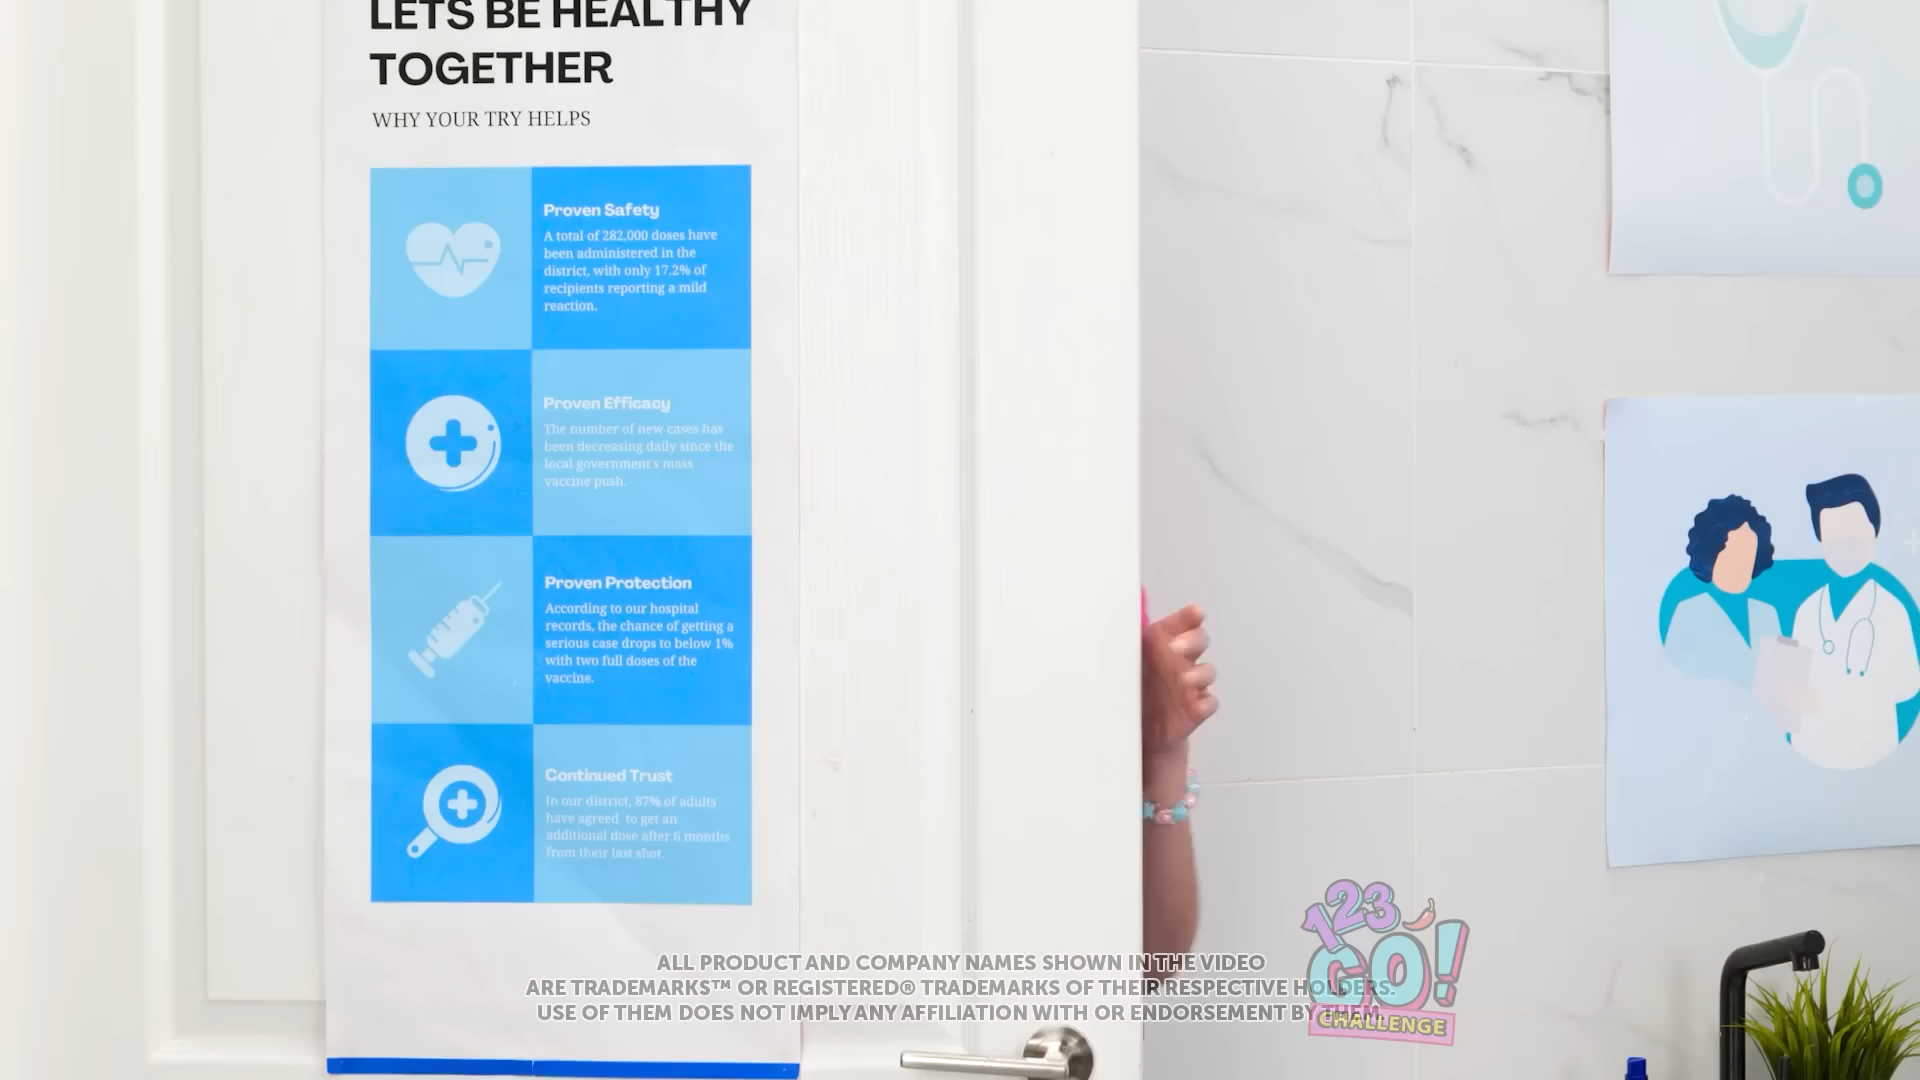 LETS BE HEALTHY
TOGETHER
WHY YOUR TRY HELPS
Proven Safety
A total of 282,000 doses have
been administered in the
district, with only 17.2% of
recipients reporting a mild
reaction.
Proven Efficacy
The number of new cases has
been decreasing daily since the
local government's mass
vaccine push.
Proven Protection
According to our hospital
records, the chance of getting a
serious case drops to below 1%
with two full doses of the
vaccine.
Continued Trust
In our district, 87% of adults
have agreed to get an
additional dose after 6 months
from their last shot.
ALL PRODUCT AND COMPANY NAMES SHOWN IN THE VIDEO
ARE TRADEMARKS™ OR REGISTERED® TRADEMARKS OF THEIR RESPECTIVE HOLDERS.
USE OF THEM DOES NOT IMPLY ANY AFFILIATION WITH OR ENDORSEMENT BY THEM.
123
GO!
CHALLENGE